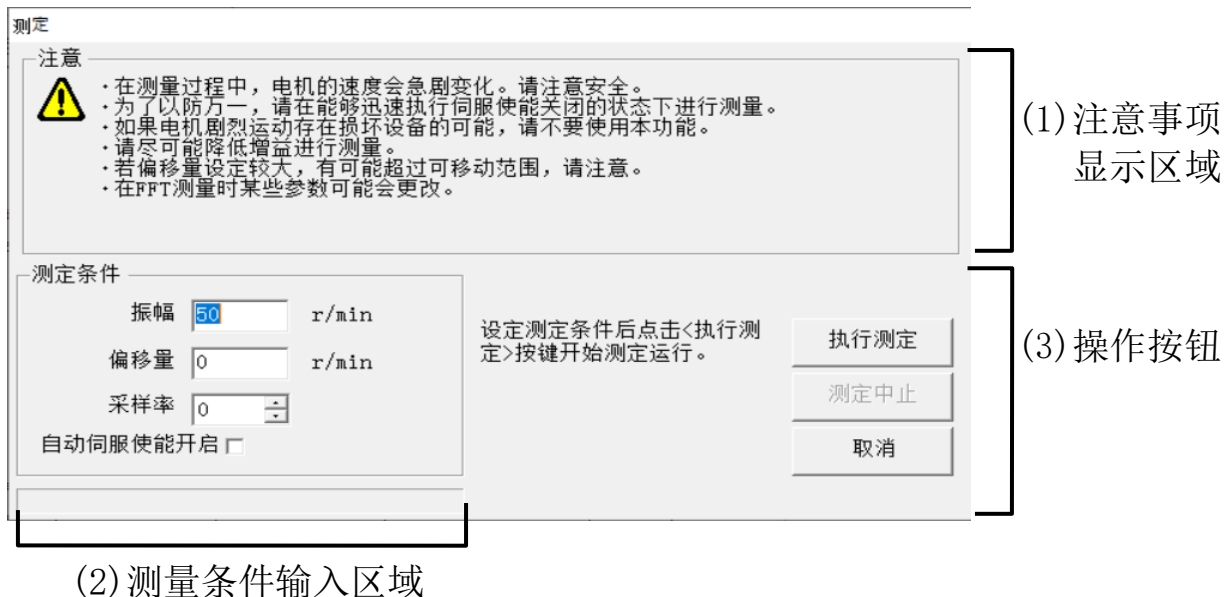 测定
注意
・在测量过程中，电机的速度会急剧变化。请注意安全。
・为了以防万一，请在能够迅速执行伺服使能关闭的状态下进行测量。
・如果电机剧烈运动存在损坏设备的可能，请不要使用本功能。
・请尽可能降低增益进行测量。
・若偏移量设定较大，有可能超过可移动范围，请注意。
・在FFT测量时某些参数可能会更改。
(1)注意事项
显示区域
测定条件
振幅 50 r/min
偏移量 0 r/min
采样率 0
自动伺服使能开启
设定测定条件后点击<执行测
定>按键开始测定运行。
执行测定
测定中止
取消
(3)操作按钮
(2)测量条件输入区域